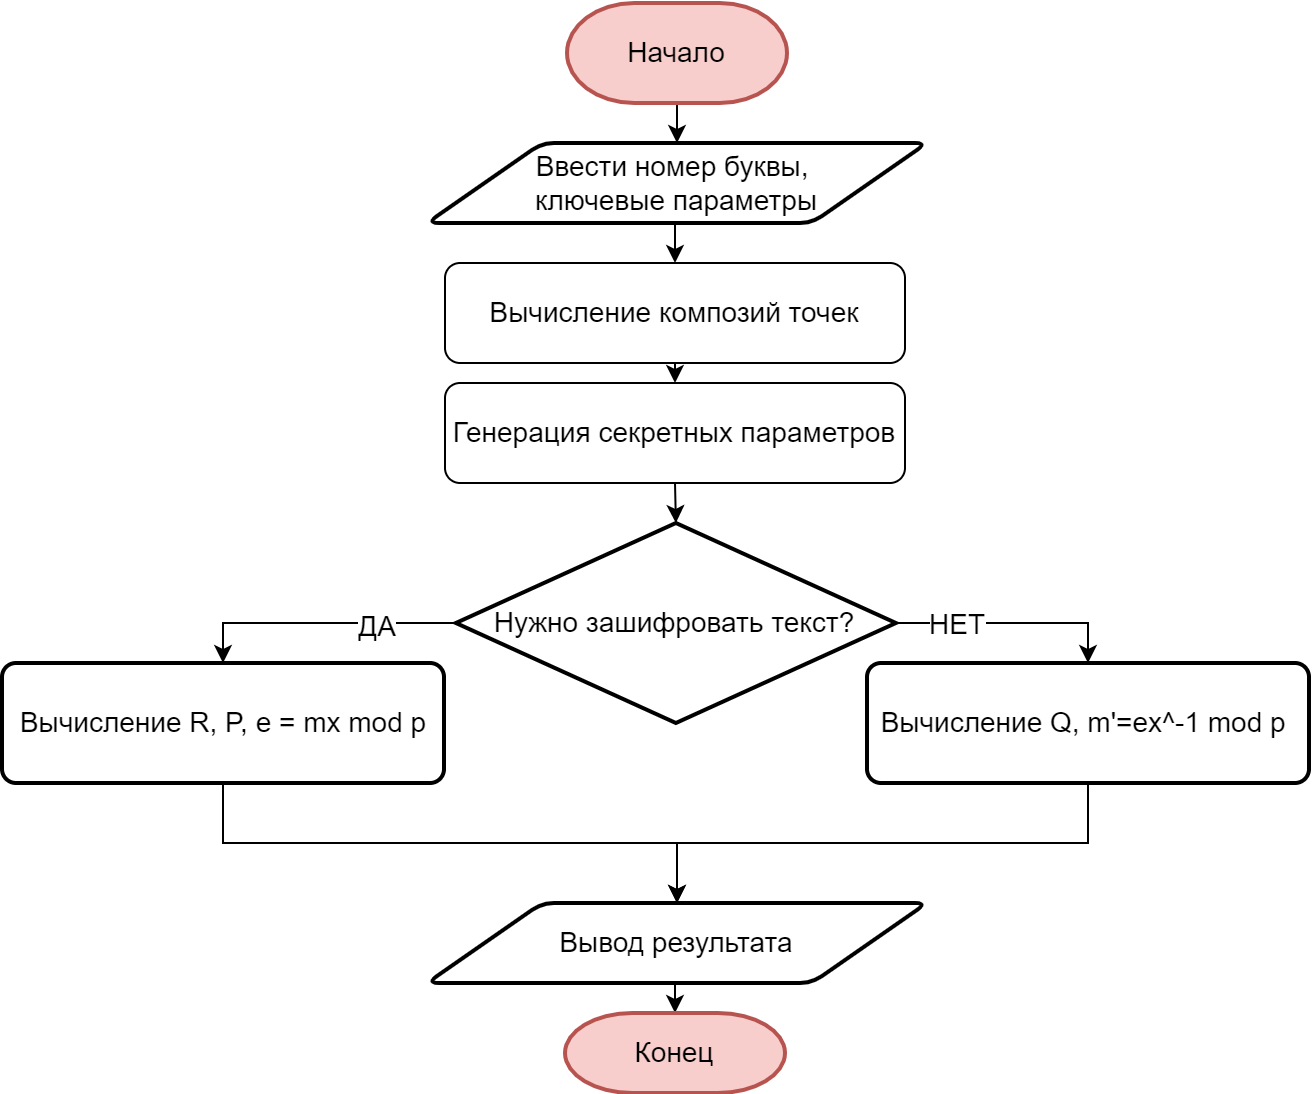 Начало
Ввести номер буквы,
ключевые параметры
Вычисление композий точек
Генерация секретных параметров
Нужно зашифровать текст?
ДА
НЕТ
Вычисление R, P, e = mx mod p
Вычисление Q, m'=ex^-1 mod p
Вывод результата
Конец